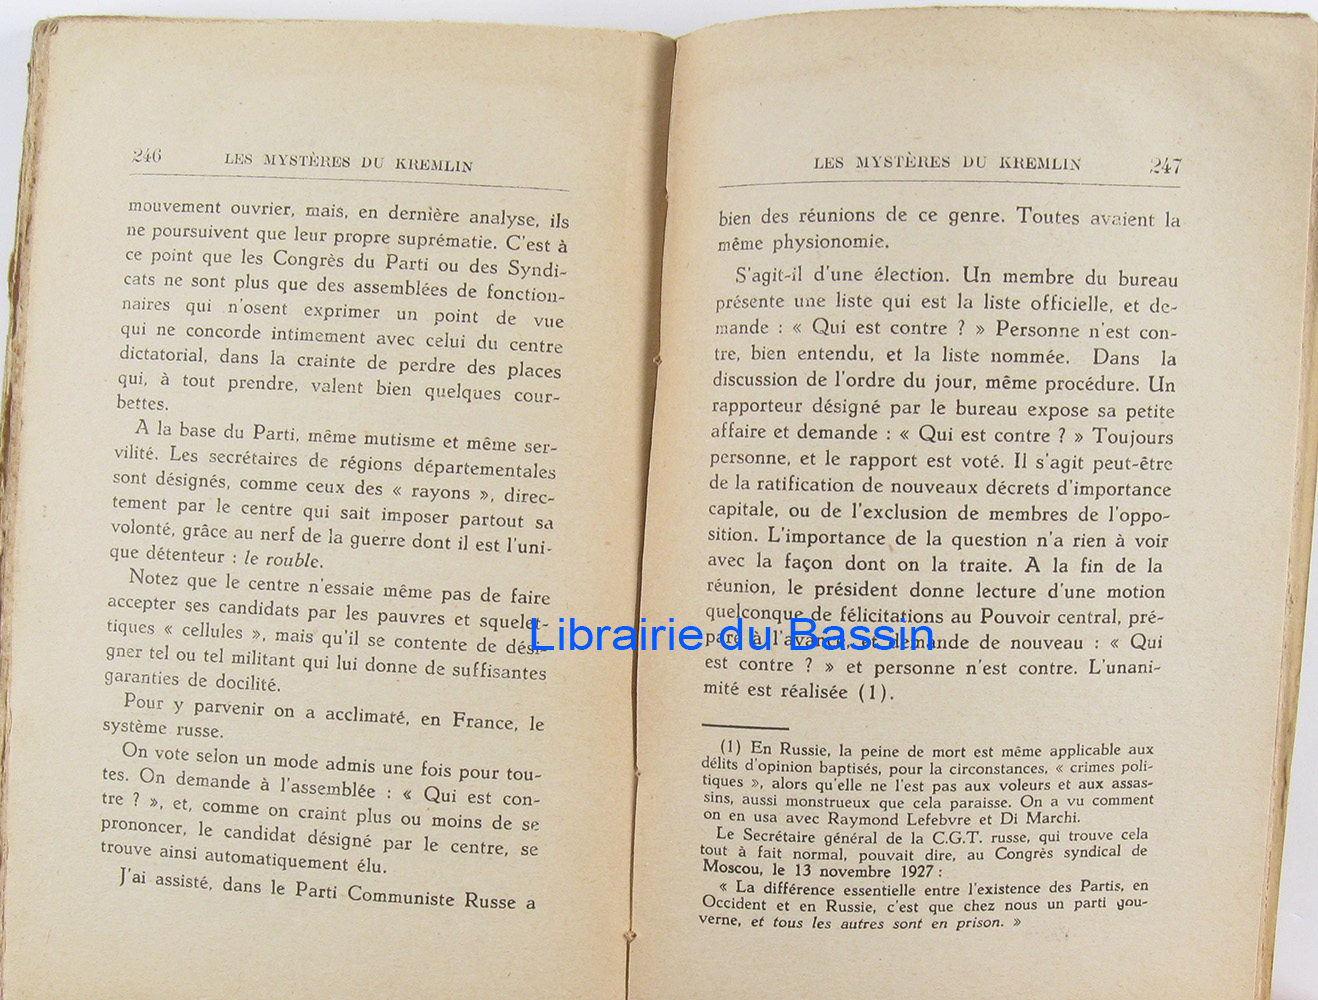 246 LES MYSTÈRES DU KREMLIN
mouvement ouvrier, mais, en dernière analyse, ils
ne poursuivent que leur propre suprématie. C'est à
ce point que les Congrès du Parti ou des Syndi-
cats ne sont plus que des assemblées de fonction-
naires qui n'osent exprimer un point de vue
qui ne concorde intimement avec celui du centre
dictatorial, dans la crainte de perdre des places
qui, à tout prendre, valent bien quelques cour-
bettes.
A la base du Parti, même mutisme et même ser-
vilité. Les secrétaires de régions départementales
sont désignés, comme ceux des « rayons », direc-
tement par le centre qui sait imposer partout sa
volonté, grâce au nerf de la guerre dont il est l'uni-
que détenteur : le rouble.
Notez que le centre n'essaie même pas de faire
accepter ses candidats par les pauvres et squelet-
tiques « cellules », mais qu'il se contente de dési-
gner tel ou tel militant qui lui donne de suffisantes
garanties de docilité.
Pour y parvenir on a acclimaté, en France, le
système russe.
On vote selon un mode admis une fois pour tou-
tes. On demande à l'assemblée : « Qui est con-
tre ? », et, comme on craint plus ou moins de se
prononcer, le candidat désigné par le centre, se
trouve ainsi automatiquement élu.
J'ai assisté, dans le Parti Communiste Russe a
LES MYSTÈRES DU KREMLIN 247
bien des réunions de ce genre. Toutes avaient la
même physionomie.
S'agit-il d'une élection. Un membre du bureau
présente une liste qui est la liste officielle, et de-
mande : « Qui est contre ? » Personne n'est con-
tre, bien entendu, et la liste nommée. Dans la
discussion de l'ordre du jour, même procédure. Un
rapporteur désigné par le bureau expose sa petite
affaire et demande : « Qui est contre ? » Toujours
personne, et le rapport est voté. Il s'agit peut-être
de la ratification de nouveaux décrets d'importance
capitale, ou de l'exclusion de membres de l'oppo-
sition. L'importance de la question n'a rien à voir
avec la façon dont on la traite. A la fin de la
réunion, le président donne lecture d'une motion
quelconque de félicitations au Pouvoir central, pré-
paré à l'avance, et demande de nouveau : « Qui
est contre ? » et personne n'est contre. L'unani-
mité est réalisée (1).
(1) En Russie, la peine de mort est même applicable aux
délits d'opinion baptisés, pour la circonstances, « crimes poli-
tiques », alors qu'elle ne l'est pas aux voleurs et aux assas-
sins, aussi monstrueux que cela paraisse. On a vu comment
on en usa avec Raymond Lefebvre et Di Marchi.
Le Secrétaire général de la C.G.T. russe, qui trouve cela
tout à fait normal, pouvait dire, au Congrès syndical de
Moscou, le 13 novembre 1927 :
« La différence essentielle entre l'existence des Partis, en
Occident et en Russie, c'est que chez nous un parti gou-
verne, et tous les autres sont en prison. »
Librairie du Bassin